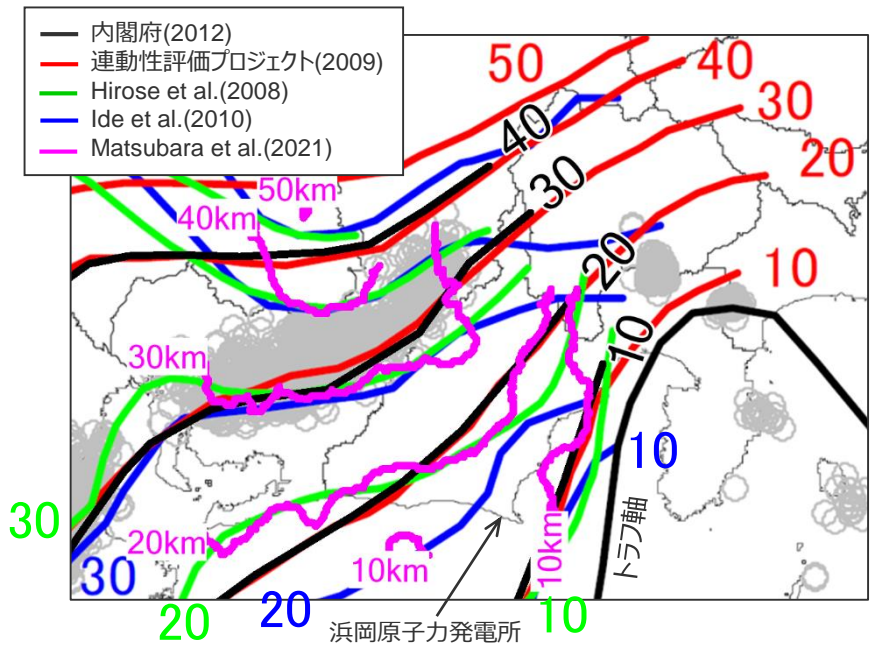 内閣府(2012)
連動性評価プロジェクト(2009)
Hirose et al.(2008)
Ide et al.(2010)
Matsubara et al.(2021)
50
40
30
20
10
40
30
20
10
50km
40km
30km
20km
10km
10km
トラフ軸
10
30
30
20
20
10
浜岡原子力発電所